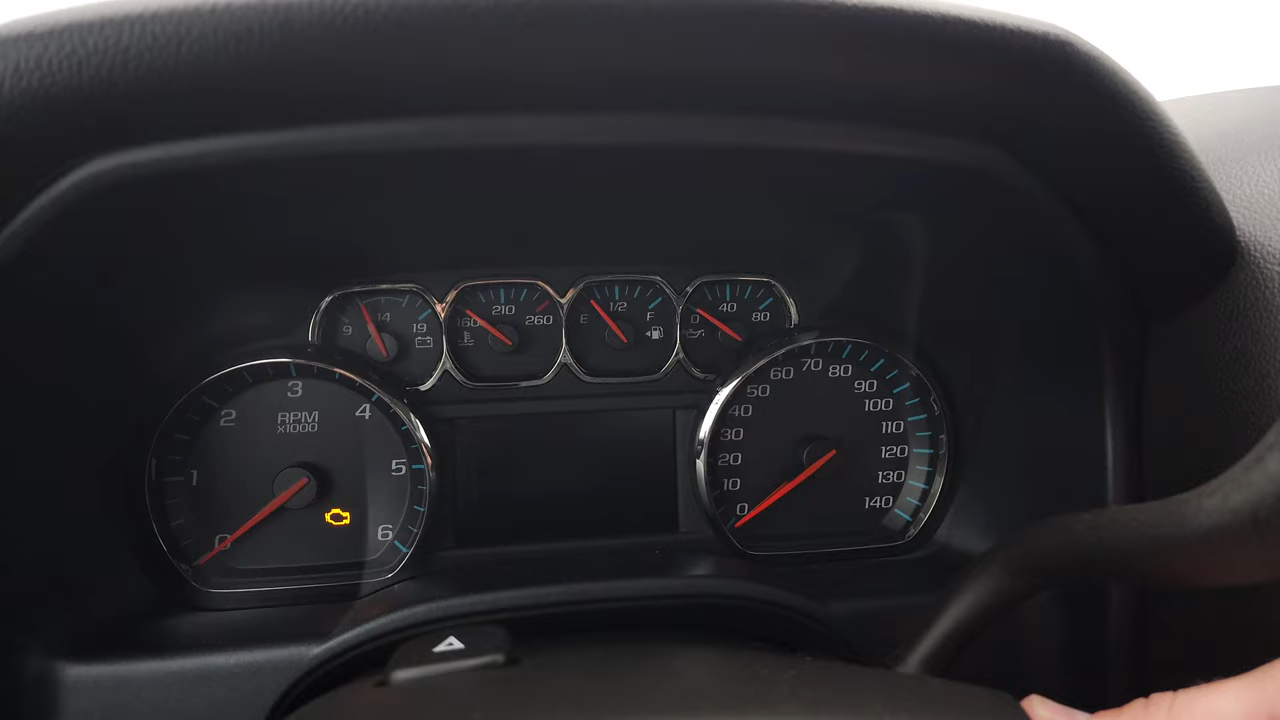 9 14 19
160 210 260
E 1/2 F
0 40 80
0 1 2 3 4 5 6
RPM
X1000
0 10 20 30 40 50 60 70 80 90 100 110 120 130 140